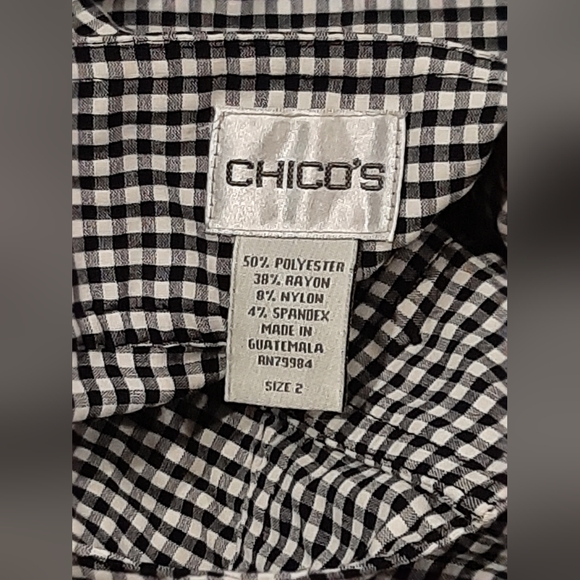 CHICO'S
50% POLYESTER
38% RAYON
8% NYLON
4% SPANDEX
MADE IN
GUATEMALA
RN79984
SIZE 2